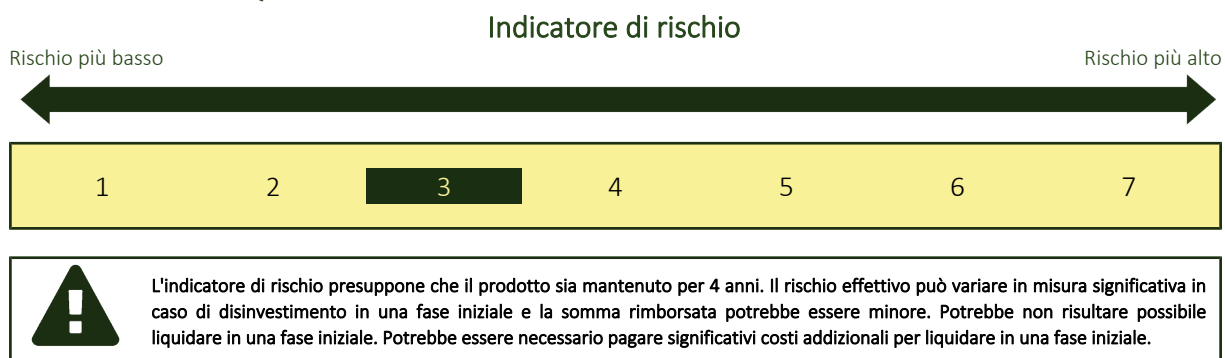 Indicatore di rischio
Rischio più basso
Rischio più alto
1 2 3 4 5 6 7
L'indicatore di rischio presuppone che il prodotto sia mantenuto per 4 anni. Il rischio effettivo può variare in misura significativa in
caso di disinvestimento in una fase iniziale e la somma rimborsata potrebbe essere minore. Potrebbe non risultare possibile
liquidare in una fase iniziale. Potrebbe essere necessario pagare significativi costi addizionali per liquidare in una fase iniziale.